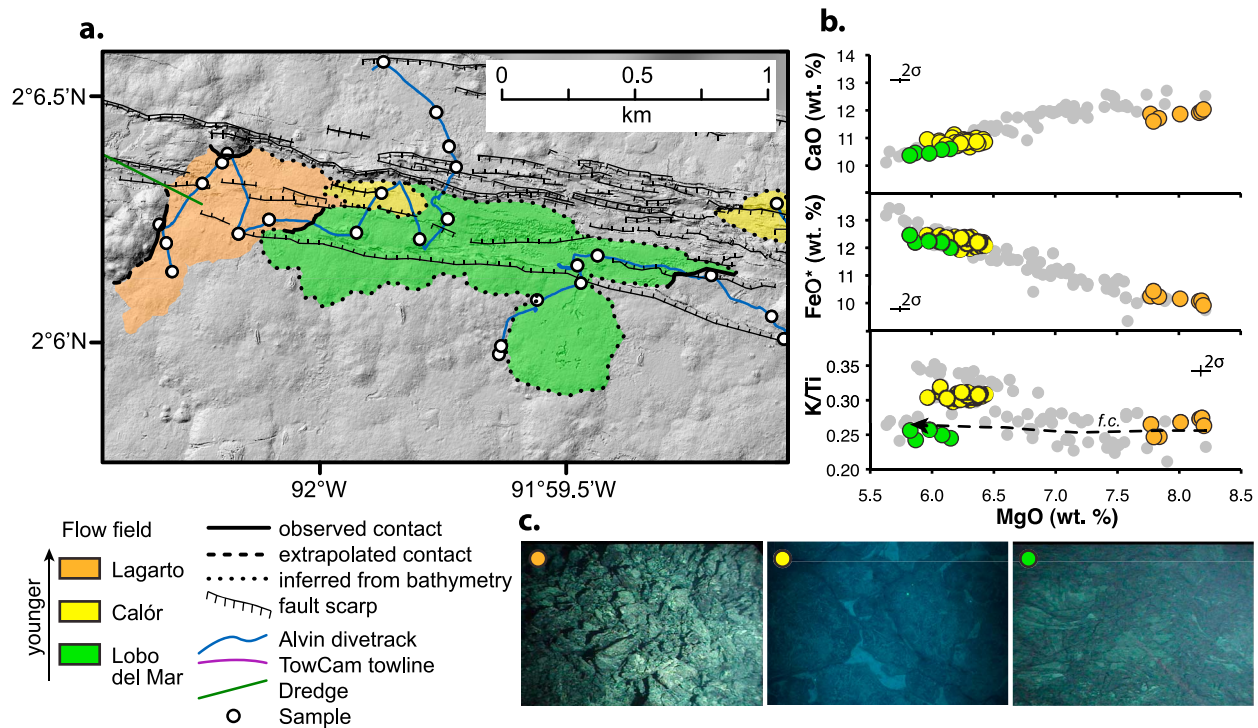 a.
0 0.5 1
km
2°6.5'N
2°6'N
92°W
91°59.5'W
Flow field
younger
Lagarto
Calór
Lobo
del Mar
observed contact
extrapolated contact
inferred from bathymetry
fault scarp
Alvin divetrack
TowCam towline
Dredge
Sample
b.
CaO (wt. %)
14
13
12
11
10
2σ
FeO* (wt. %)
13
12
11
10
2σ
K/Ti
0.35
0.30
0.25
0.20
2σ
f.c.
5.5 6.0 6.5 7.0 7.5 8.0 8.5
MgO (wt. %)
c.